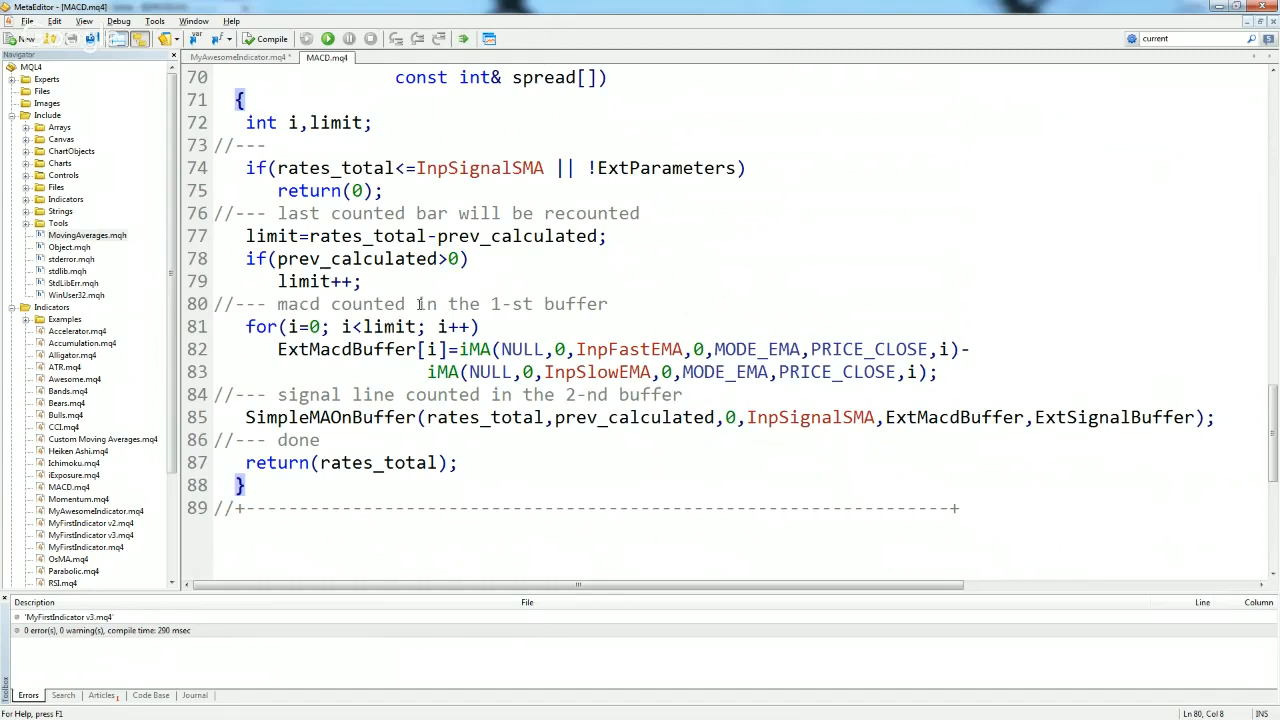 MetaEditor - [MACD.mq4]
File Edit View Debug Tools Window Help
New Compile current
Navigator
MyAwesomeIndicator.mq4 * MACD.mq4
MQL4
Experts
Files
Images
Include
Arrays
Canvas
ChartObjects
Charts
Controls
Files
Indicators
Strings
Tools
MovingAverages.mqh
Object.mqh
stderror.mqh
stdlib.mqh
StdLibErr.mqh
WinUser32.mqh
Indicators
Examples
Accelerator.mq4
Accumulation.mq4
Alligator.mq4
ATR.mq4
Awesome.mq4
Bands.mq4
Bears.mq4
Bulls.mq4
CCI.mq4
Custom Moving Averages.mq4
Heiken Ashi.mq4
Ichimoku.mq4
iExposure.mq4
MACD.mq4
Momentum.mq4
MyAwesomeIndicator.mq4
MyFirstIndicator v2.mq4
MyFirstIndicator v3.mq4
MyFirstIndicator.mq4
OsMA.mq4
Parabolic.mq4
RSI.mq4
70 const int& spread[])
71 {
72 int i,limit;
73 //---
74 if(rates_total<=InpSignalSMA || !ExtParameters)
75 return(0);
76 //--- last counted bar will be recounted
77 limit=rates_total-prev_calculated;
78 if(prev_calculated>0)
79 limit++;
80 //--- macd counted in the 1-st buffer
81 for(i=0; i<limit; i++)
82 ExtMacdBuffer[i]=iMA(NULL,0,InpFastEMA,0,MODE_EMA,PRICE_CLOSE,i)-
83 iMA(NULL,0,InpSlowEMA,0,MODE_EMA,PRICE_CLOSE,i);
84 //--- signal line counted in the 2-nd buffer
85 SimpleMAOnBuffer(rates_total,prev_calculated,0,InpSignalSMA,ExtMacdBuffer,ExtSignalBuffer);
86 //--- done
87 return(rates_total);
88 }
89 //+------------------------------------------------------------------+
Description File Line Column
'MyFirstIndicator v3.mq4'
0 error(s), 0 warning(s), compile time: 290 msec
Toolbox
Errors Search Articles 1 Code Base Journal
For Help, press F1 Ln 80, Col 8 INS